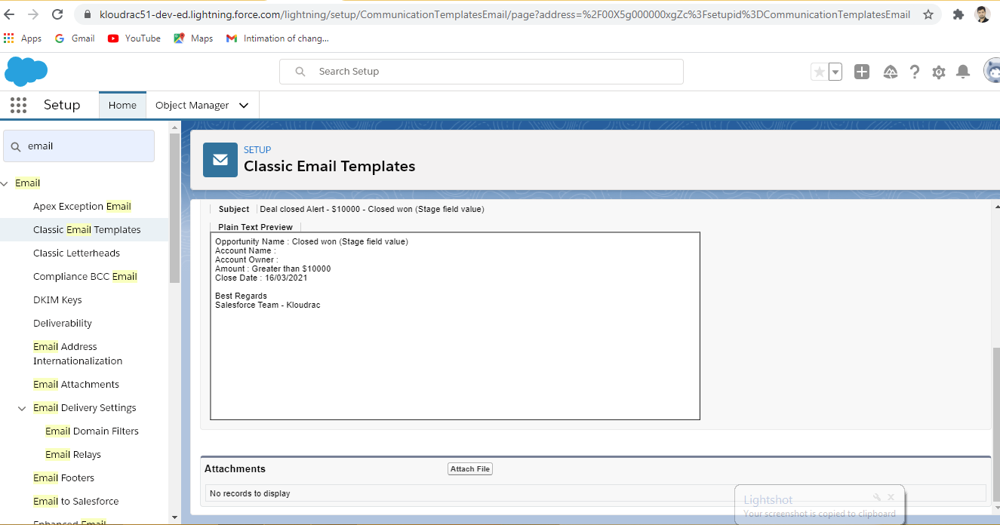 kloudrac51-dev-ed.lightning.force.com/lightning/setup/CommunicationTemplatesEmail/page?address=%2F00X5g000000xgZc%3Fsetupid%3DCommunicationTemplatesEmail
Apps Gmail YouTube Maps Intimation of chang...
Search Setup
Setup Home Object Manager
email
Email
Apex Exception Email
Classic Email Templates
Classic Letterheads
Compliance BCC Email
DKIM Keys
Deliverability
Email Address
Internationalization
Email Attachments
Email Delivery Settings
Email Domain Filters
Email Relays
Email Footers
Email to Salesforce
Enhanced Email
SETUP
Classic Email Templates
Subject Deal closed Alert - $10000 - Closed won (Stage field value)
Plain Text Preview
Opportunity Name : Closed won (Stage field value)
Account Name :
Account Owner :
Amount : Greater than $10000
Close Date : 16/03/2021
Best Regards
Salesforce Team - Kloudrac
Attachments Attach File
No records to display
Lightshot
Your screenshot is copied to clipboard